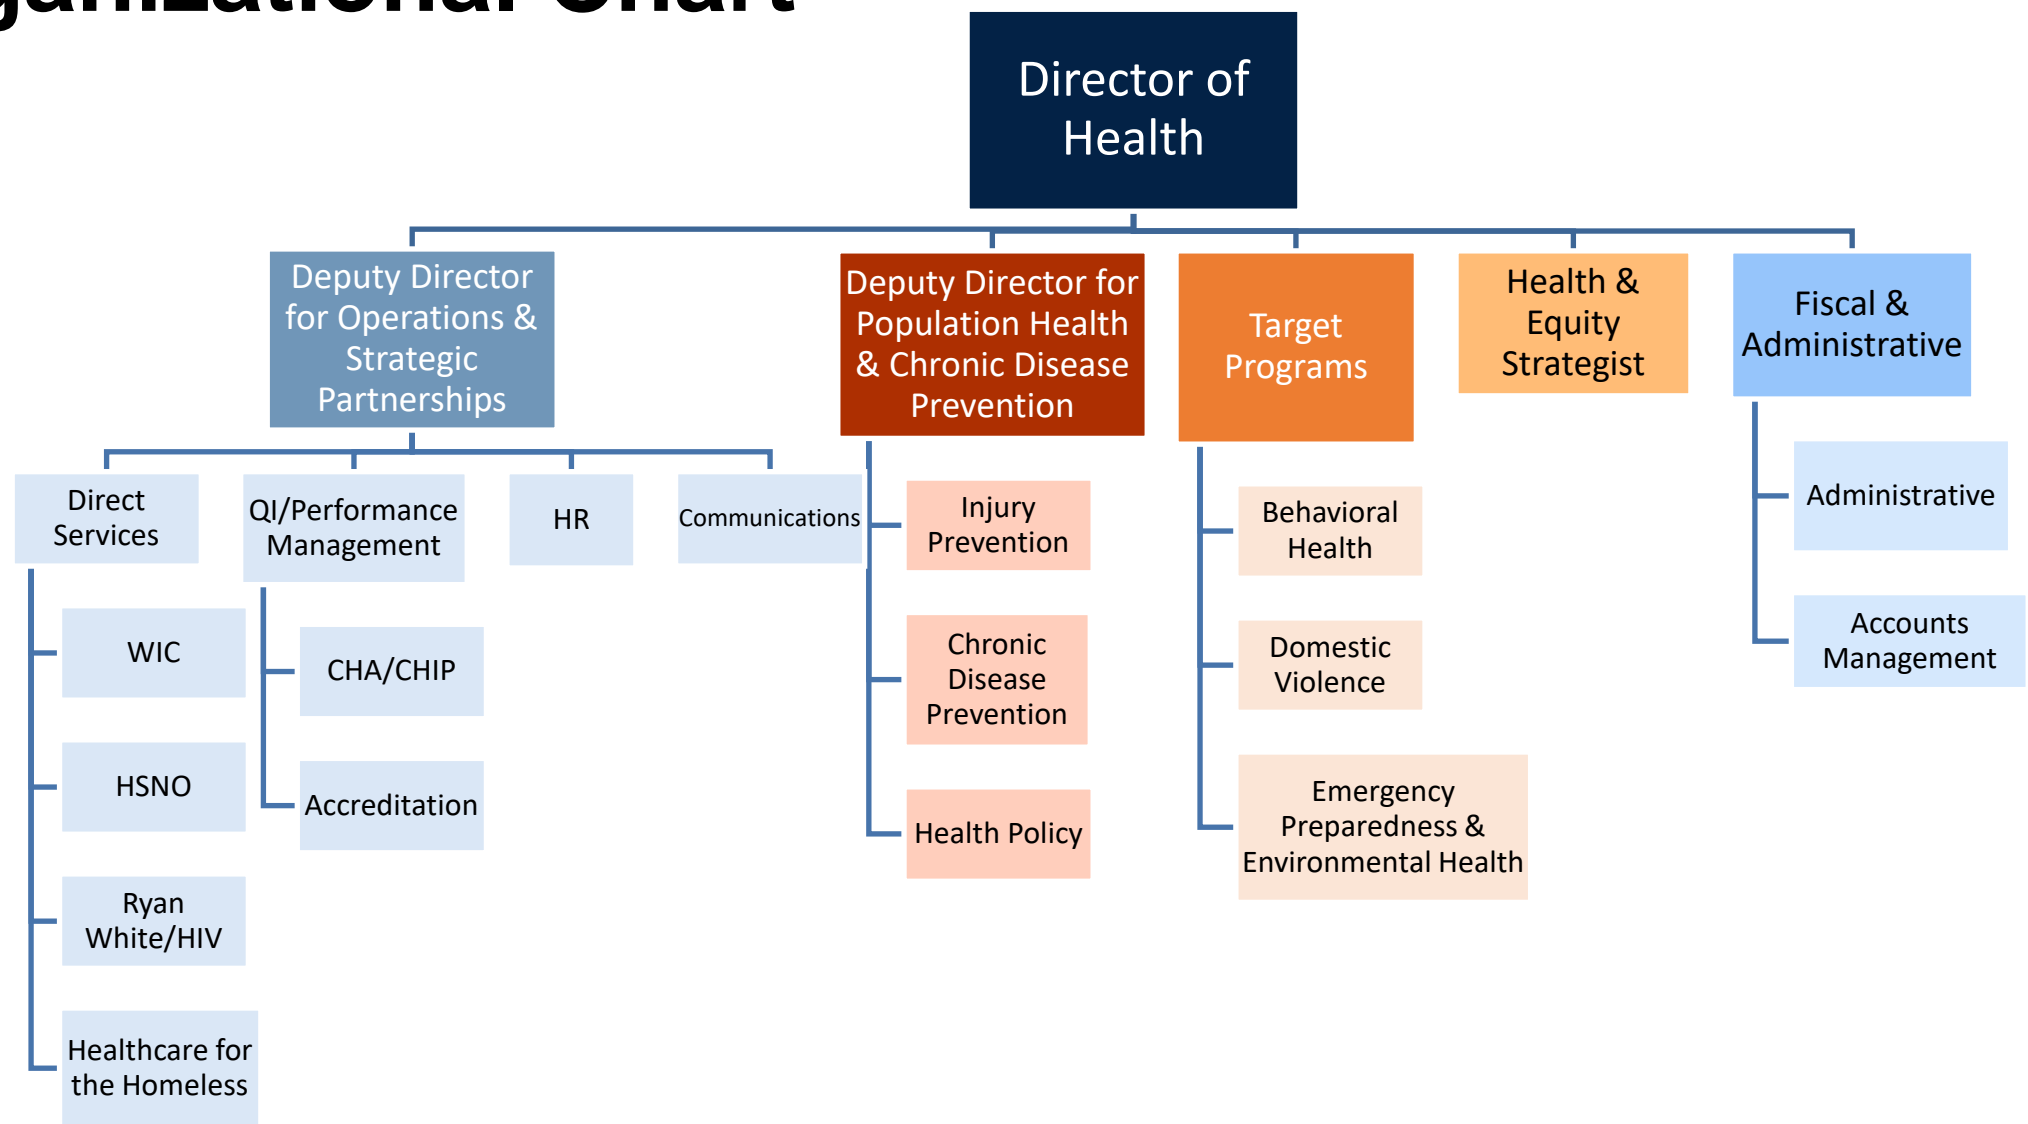 Chart
Director of
Health
Deputy Director
for Operations &
Strategic
Partnerships
Deputy Director for
Population Health
& Chronic Disease
Prevention
Target
Programs
Health &
Equity
Strategist
Fiscal &
Administrative
Direct
Services
QI/Performance
Management
HR
Communications
WIC
HSNO
Ryan
White/HIV
Healthcare for
the Homeless
CHA/CHIP
Accreditation
Injury
Prevention
Chronic
Disease
Prevention
Health Policy
Behavioral
Health
Domestic
Violence
Emergency
Preparedness &
Environmental Health
Administrative
Accounts
Management